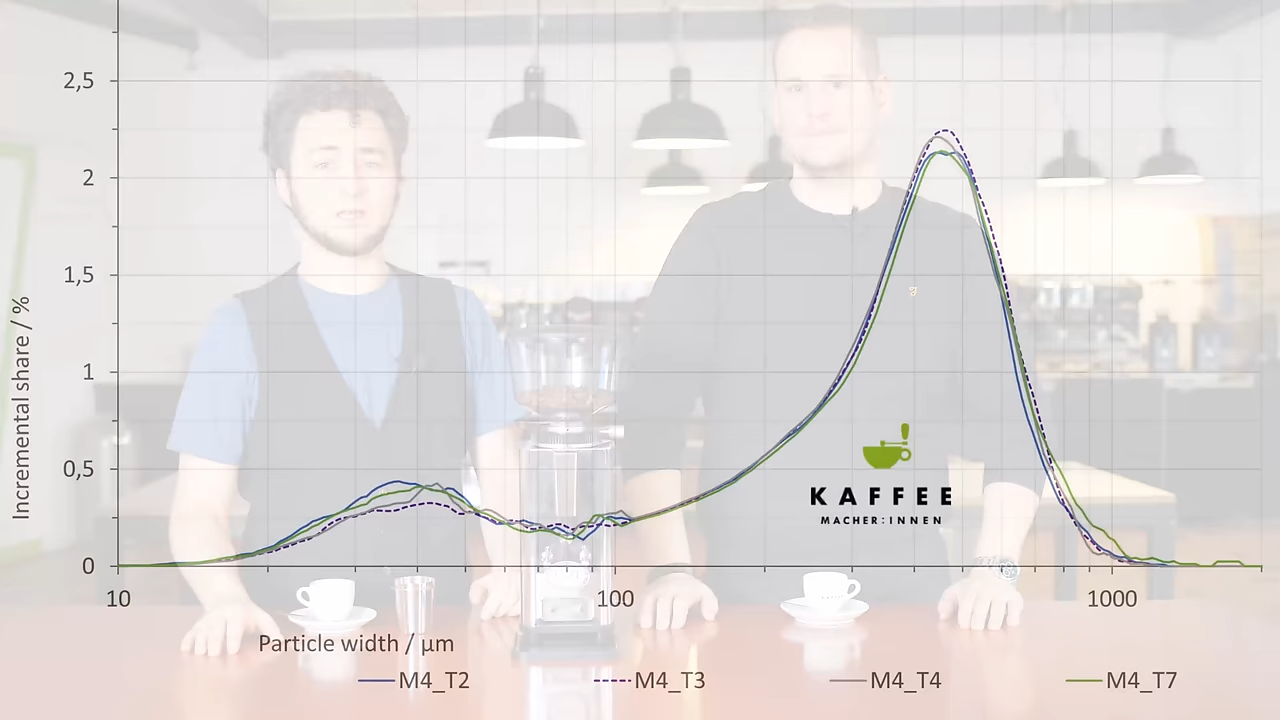 2,5
2
1,5
1
0,5
0
Incremental share / %
10
100
1000
Particle width / µm
KAFFEE
MACHER:INNEN
M4_T2
M4_T3
M4_T4
M4_T7